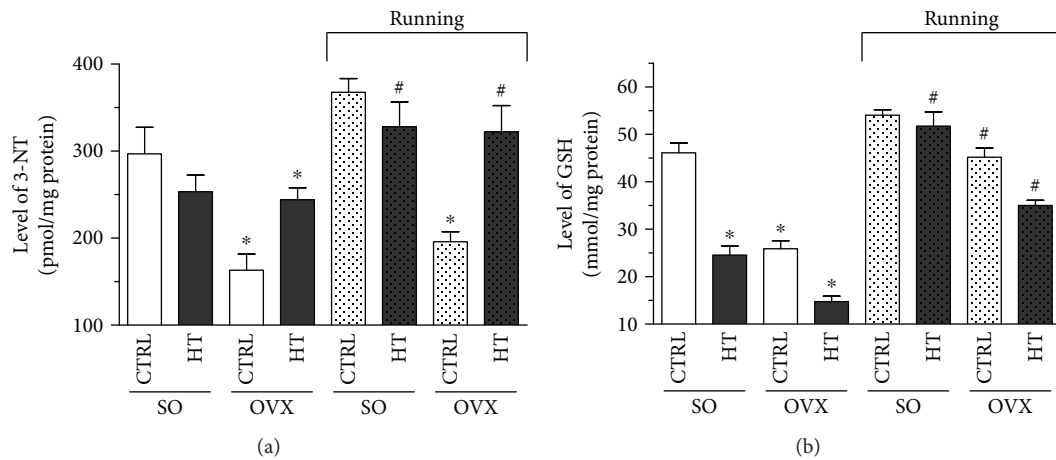 Running
400
300
200
100
Level of 3-NT
(pmol/mg protein)
*
*
#
*
#
CTRL
HT
CTRL
HT
CTRL
HT
CTRL
HT
SO
OVX
SO
OVX
(a)
Running
60
50
40
30
20
10
Level of GSH
(mmol/mg protein)
*
*
*
#
#
#
CTRL
HT
CTRL
HT
CTRL
HT
CTRL
HT
SO
OVX
SO
OVX
(b)